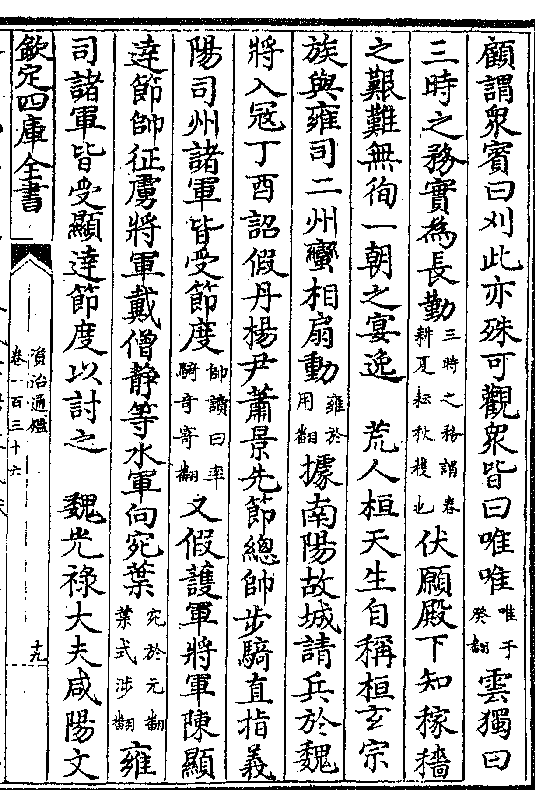 顧謂衆賓曰刈此亦殊可觀衆皆曰唯唯唯于癸翻雲獨曰
三時之務實為長勤三時之務謂春耕夏耘秋穫也伏願殿下知稼穡
之艱難無徇一朝之宴逸　荒人桓天生自稱桓玄宗
族與雍司二州蠻相扇動雍於用翻據南陽故城請兵於魏
將入寇丁酉詔假丹楊尹蕭景先節總帥步騎直指義
陽司州諸軍皆受節度帥讀曰率騎奇寄翻又假護軍將軍陳顯
達節帥征虜將軍戴僧静等水軍向宛葉宛於元翻葉式涉翻雍
司諸軍皆受顯達節度以討之　魏光祿大夫咸陽文
欽定四庫全書
資治通鑑
卷一百三十六
十九